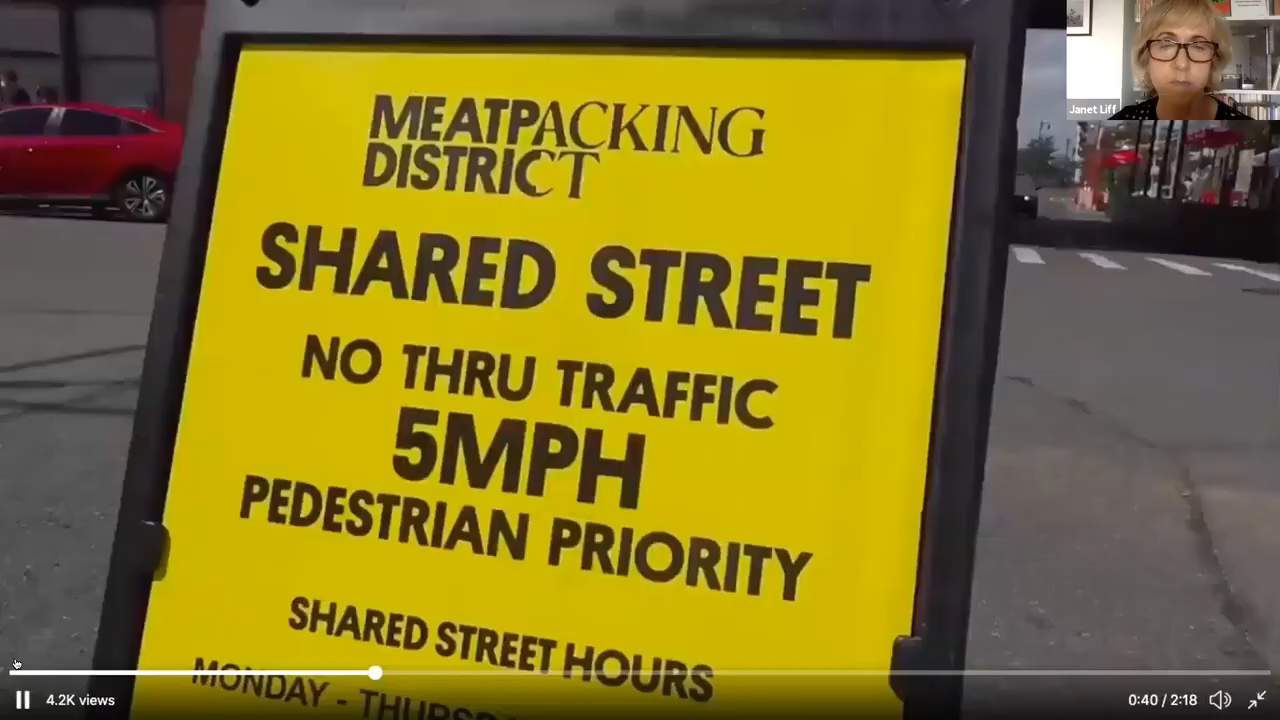 MEATPACKING
DISTRICT
SHARED STREET
NO THRU TRAFFIC
5MPH
PEDESTRIAN PRIORITY
SHARED STREET HOURS
MONDAY -
Janet Liff
4.2K views
0:40 / 2:18